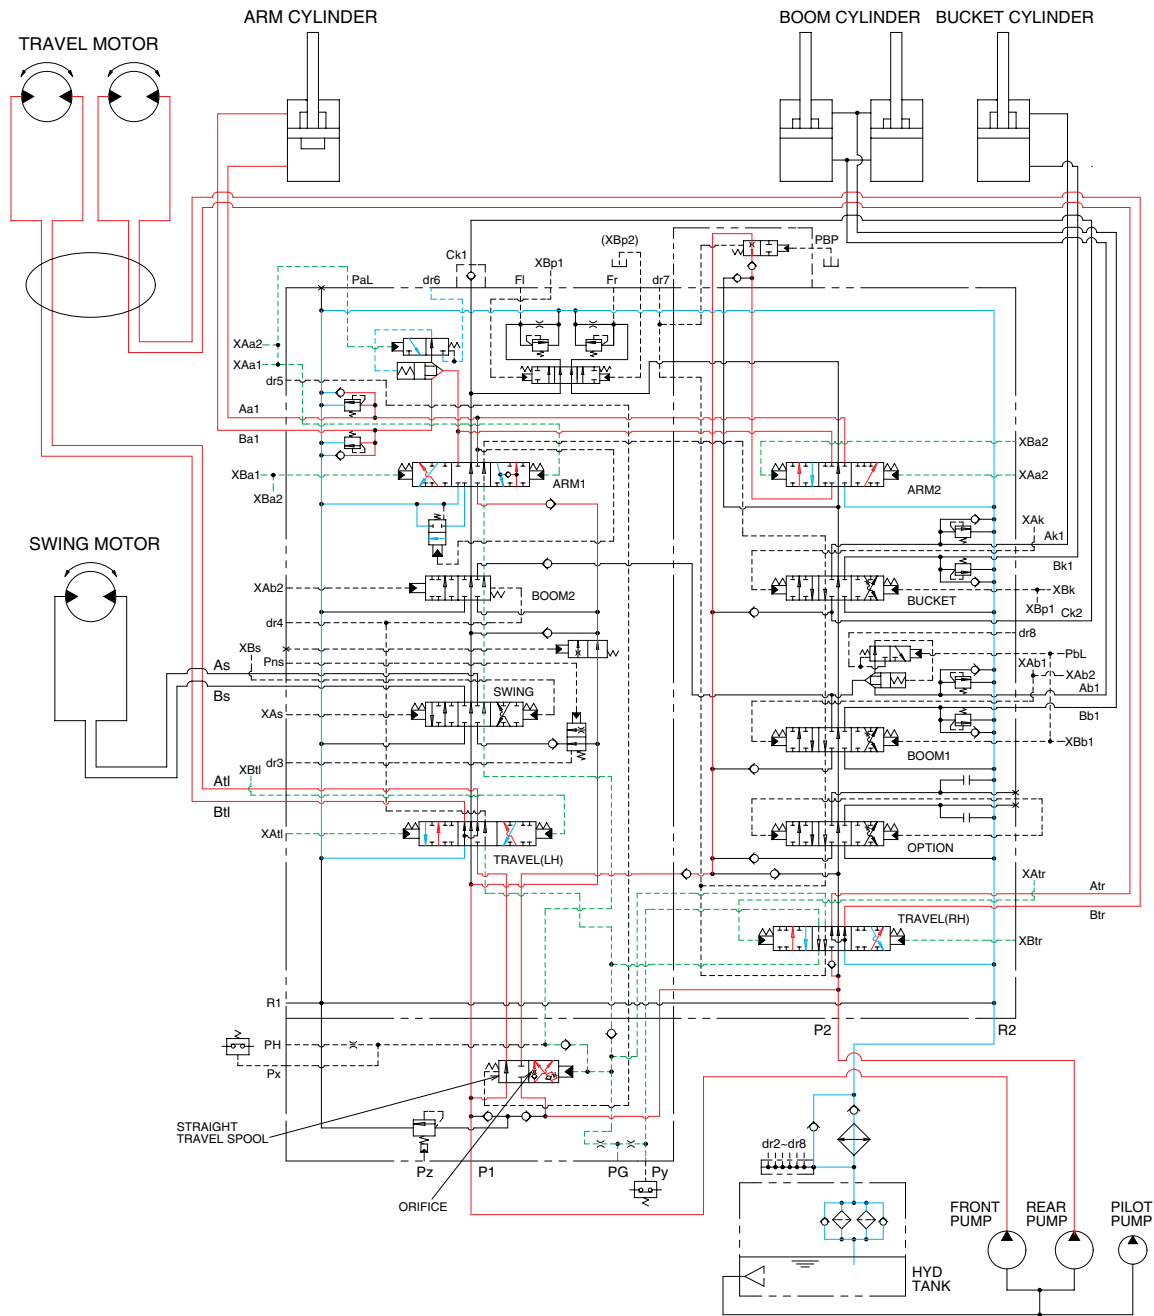 ARM CYLINDER
BOOM CYLINDER
BUCKET CYLINDER
TRAVEL MOTOR
(XBp2)
PBP
Ck1
XBp1
PaL
dr6
Fl
Fr
dr7
XAa2
XAa1
dr5
Aa1
Ba1
XBa1
XBa2
ARM1
XBa2
XAa2
ARM2
XAk
Ak1
Bk1
SWING MOTOR
XAb2
BOOM2
BUCKET
XBk
XBp1
Ck2
dr4
dr8
XBs
Pns
PbL
XAb1
XAb2
As
Bs
SWING
Ab1
Bb1
XAs
XBb1
BOOM1
dr3
XBtl
Atl
Btl
XAtl
TRAVEL(LH)
OPTION
XAtr
Atr
TRAVEL(RH)
Btr
XBtr
R1
P2
R2
PH
Px
STRAIGHT
TRAVEL SPOOL
Pz
P1
PG
Py
ORIFICE
dr2~dr8
FRONT
PUMP
REAR
PUMP
PILOT
PUMP
HYD
TANK